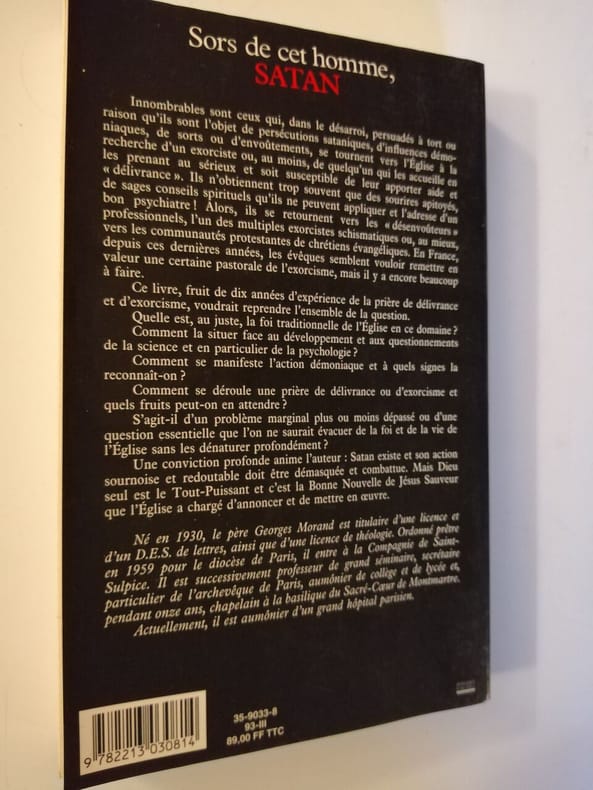 Sors de cet homme,
SATAN
Innombrables sont ceux qui, dans le désarroi, persuadés à tort ou
raison qu'ils sont l'objet de persécutions sataniques, d'influences démo-
niaques, de sorts ou d'envoûtements, se tournent vers l'Église à la
recherche d'un exorciste ou, au moins, de quelqu'un qui les accueille en
les prenant au sérieux et soit susceptible de leur apporter aide et
« délivrance ». Ils n'obtiennent trop souvent que des sourires apitoyés,
de sages conseils spirituels qu'ils ne peuvent appliquer et l'adresse d'un
bon psychiatre ! Alors, ils se retournent vers les « désenvoûteurs »
professionnels, l'un des multiples exorcistes schismatiques ou, au mieux,
vers les communautés protestantes de chrétiens évangéliques. En France,
depuis ces dernières années, les évêques semblent vouloir remettre en
valeur une certaine pastorale de l'exorcisme, mais il y a encore beaucoup
à faire.
Ce livre, fruit de dix années d'expérience de la prière de délivrance
et d'exorcisme, voudrait reprendre l'ensemble de la question.
Quelle est, au juste, la foi traditionnelle de l'Église en ce domaine ?
Comment la situer face au développement et aux questionnements
de la science et en particulier de la psychologie ?
Comment se manifeste l'action démoniaque et à quels signes la
reconnaît-on ?
Comment se déroule une prière de délivrance ou d'exorcisme et
quels fruits peut-on en attendre ?
S'agit-il d'un problème marginal plus ou moins dépassé ou d'une
question essentielle que l'on ne saurait évacuer de la foi et de la vie de
l'Église sans les dénaturer profondément ?
Une conviction profonde anime l'auteur : Satan existe et son action
sournoise et redoutable doit être démasquée et combattue. Mais Dieu
seul est le Tout-Puissant et c'est la Bonne Nouvelle de Jésus Sauveur
que l'Église a chargé d'annoncer et de mettre en œuvre.
Né en 1930, le père Georges Morand est titulaire d'une licence et
d'un D.E.S. de lettres, ainsi que d'une licence de théologie. Ordonné prêtre
en 1959 pour le diocèse de Paris, il entre à la Compagnie de Saint-
Sulpice. Il est successivement professeur de grand séminaire, secrétaire
particulier de l'archevêque de Paris, aumônier de collège et de lycée et,
pendant onze ans, chapelain à la basilique du Sacré-Cœur de Montmartre.
Actuellement, il est aumônier d'un grand hôpital parisien.
35-9033-8
93-III
89,00 FF TTC
9 782213 030814